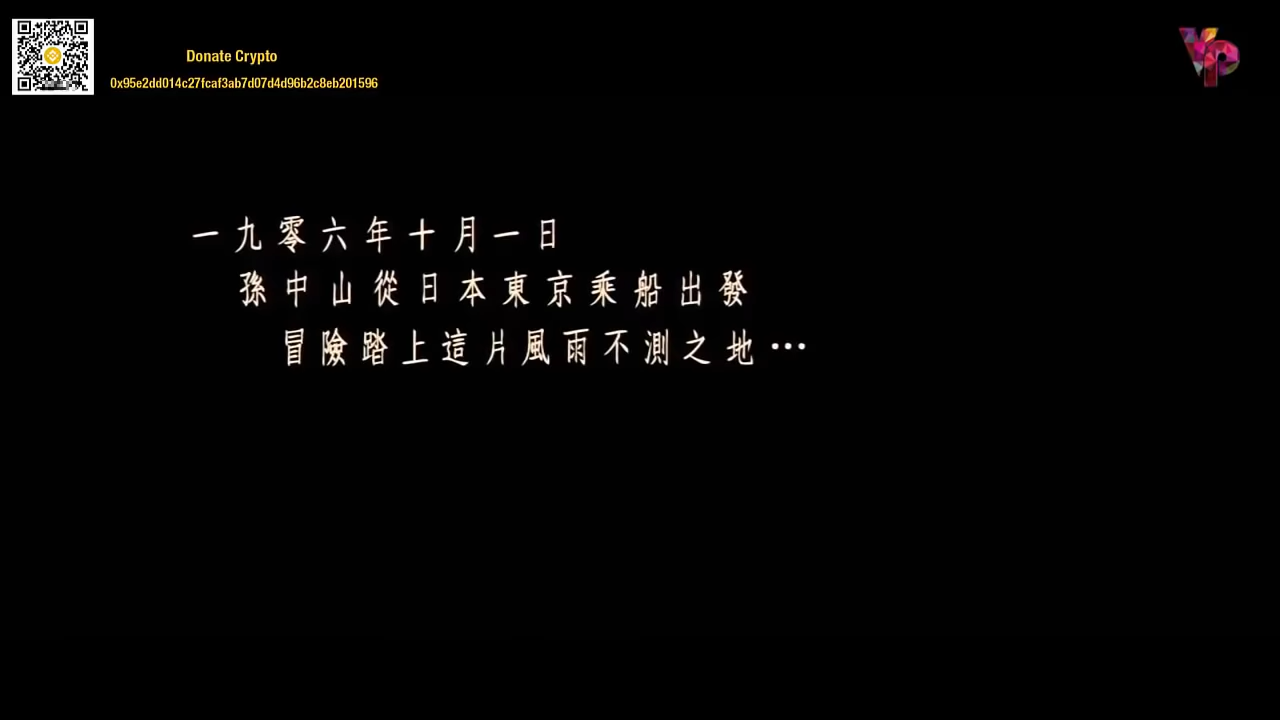 Donate Crypto
0x95e2dd014c27fcaf3ab7d07d4d96b2c8eb201596
VP
一九零六年十月一日
孫中山從日本東京乘船出發
冒險踏上這片風雨不測之地…